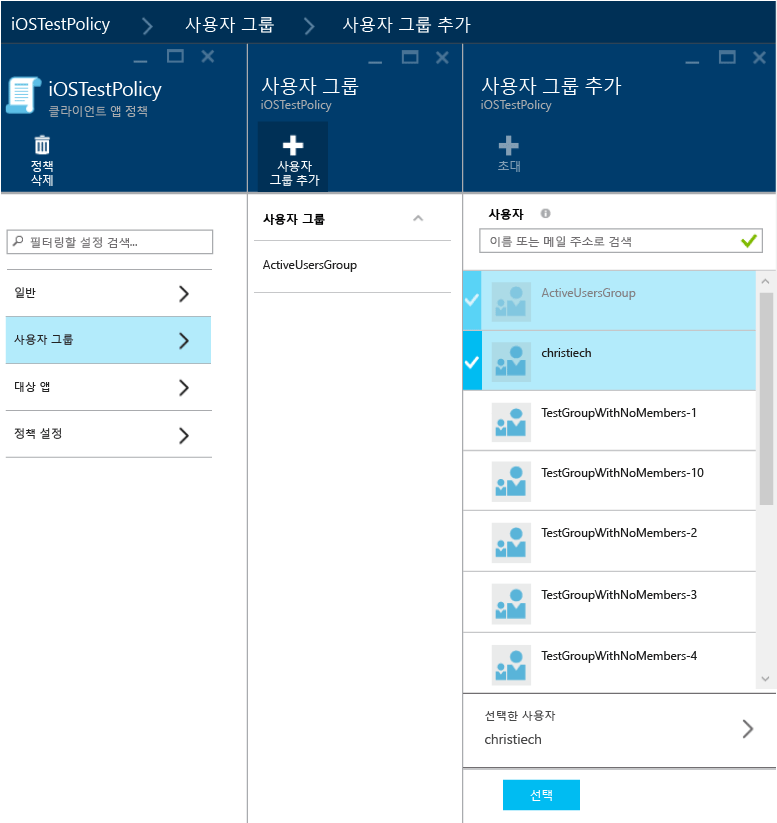 iOSTestPolicy
사용자 그룹
사용자 그룹 추가
iOSTestPolicy
클라이언트 앱 정책
정책
삭제
필터링할 설정 검색...
일반
사용자 그룹
대상 앱
정책 설정
사용자 그룹
iOSTestPolicy
사용자
그룹 추가
사용자 그룹
ActiveUsersGroup
사용자 그룹 추가
iOSTestPolicy
초대
사용자
이름 또는 메일 주소로 검색
ActiveUsersGroup
christiech
TestGroupWithNoMembers-1
TestGroupWithNoMembers-10
TestGroupWithNoMembers-2
TestGroupWithNoMembers-3
TestGroupWithNoMembers-4
선택한 사용자
christiech
선택